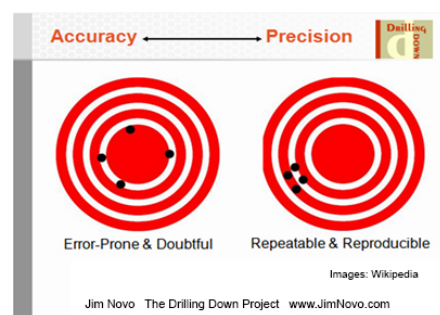 Accuracy Precision
Drilling
DOWN
Error-Prone & Doubtful Repeatable & Reproducible
Images: Wikipedia
Jim Novo The Drilling Down Project www.JimNovo.com